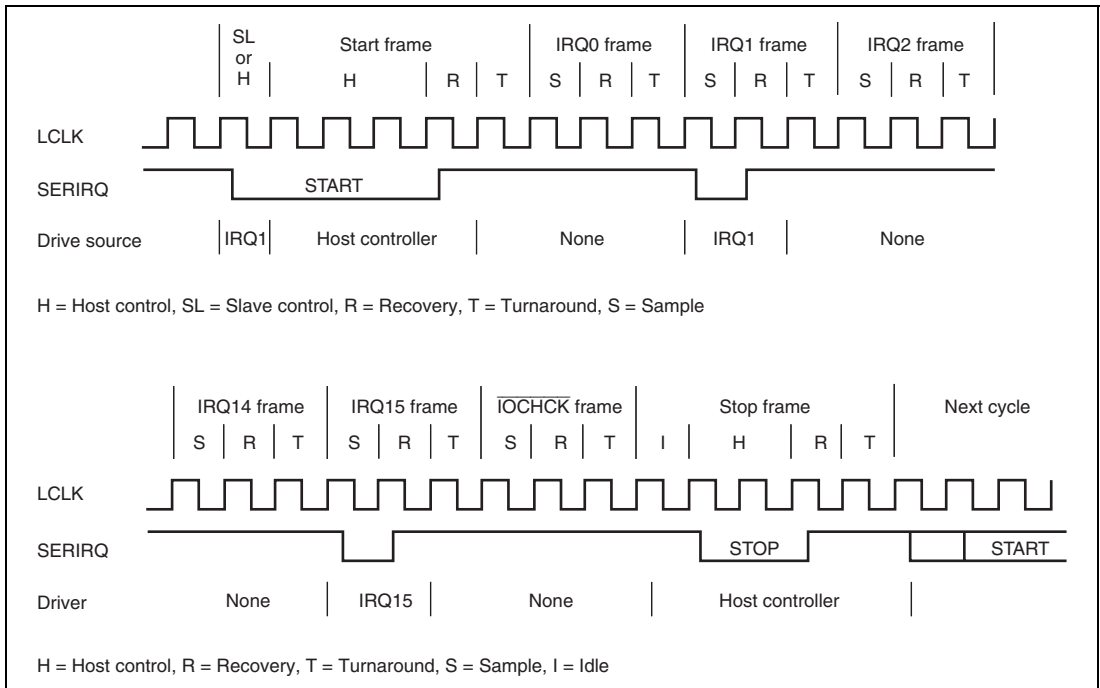 SL or H
Start frame
IRQ0 frame
IRQ1 frame
IRQ2 frame
H R T S R T S R T S R T
LCLK
SERIRQ
START
Drive source
IRQ1
Host controller
None
IRQ1
None
H = Host control, SL = Slave control, R = Recovery, T = Turnaround, S = Sample
IRQ14 frame
IRQ15 frame
IOCHCK frame
Stop frame
Next cycle
S R T S R T S R T I H R T
LCLK
SERIRQ
STOP
START
Driver
None
IRQ15
None
Host controller
H = Host control, R = Recovery, T = Turnaround, S = Sample, I = Idle